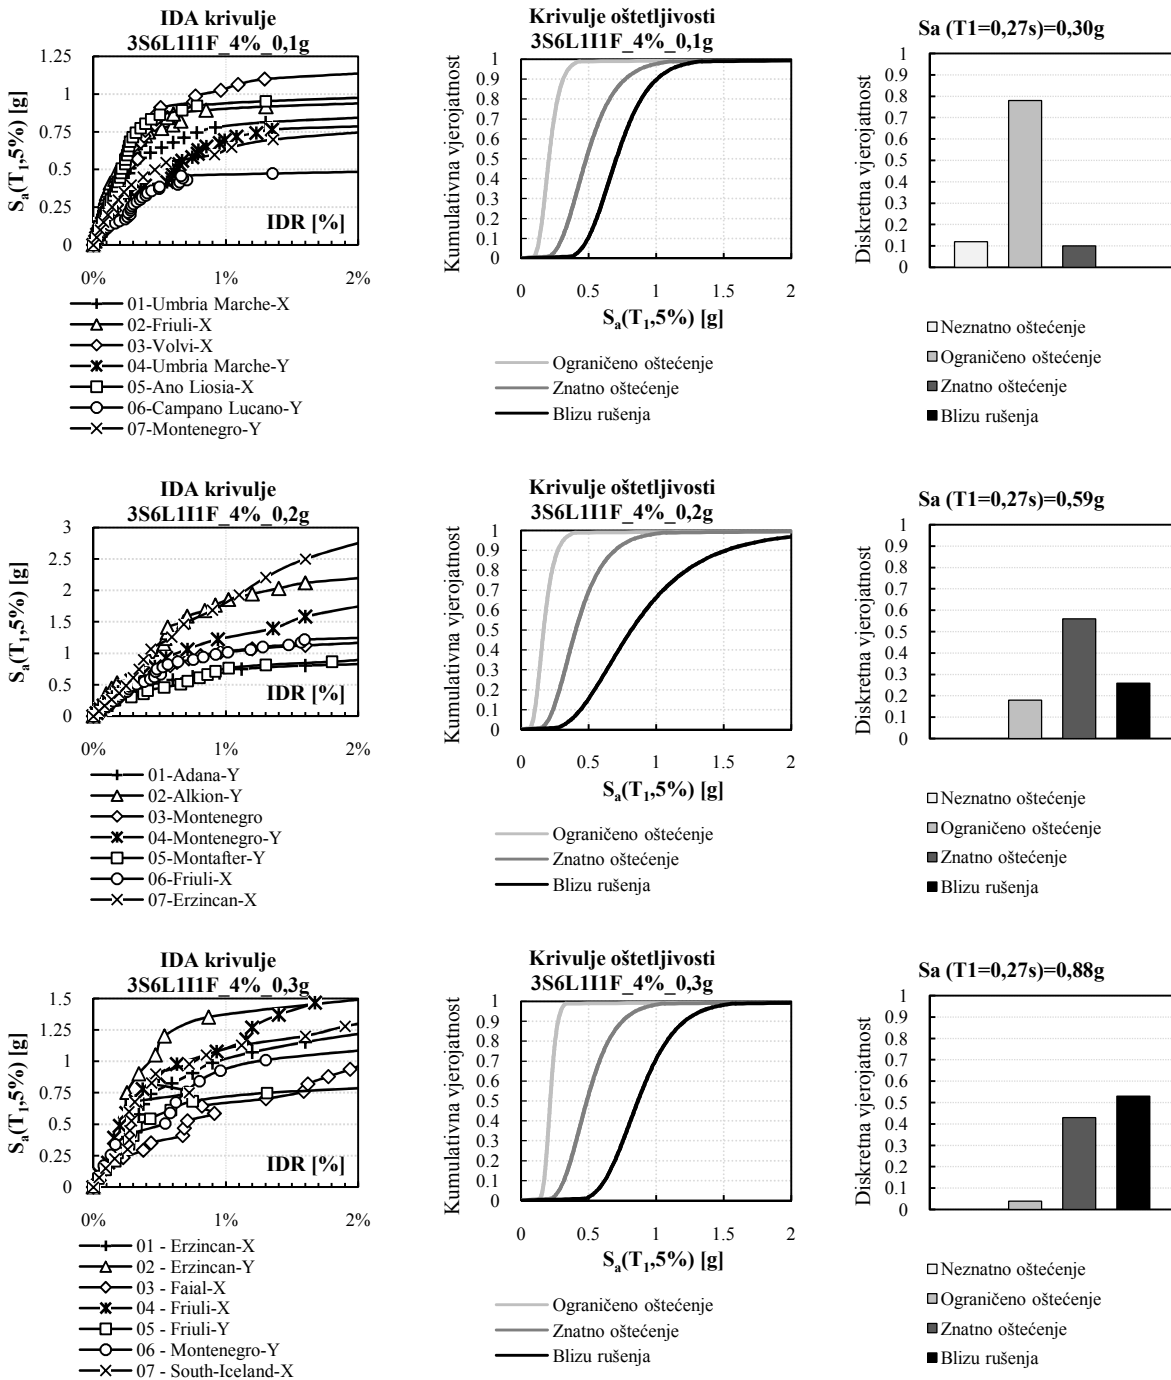 IDA krivulje
3S6L1I1F_4%_0,1g
1.25
1
0.75
0.5
0.25
0
Sa(T1,5%) [g]
IDR [%]
0% 1% 2%
01-Umbria Marche-X
02-Friuli-X
03-Volvi-X
04-Umbria Marche-Y
05-Ano Liosia-X
06-Campano Lucano-Y
07-Montenegro-Y
Krivulje oštetljivosti
3S6L1I1F_4%_0,1g
Kumulativna vjerojatnost
1
0.9
0.8
0.7
0.6
0.5
0.4
0.3
0.2
0.1
0
0 0.5 1 1.5 2
Sa(T1,5%) [g]
Ograničeno oštećenje
Znatno oštećenje
Blizu rušenja
Sa (T1=0,27s)=0,30g
Diskretna vjerojatnost
1
0.9
0.8
0.7
0.6
0.5
0.4
0.3
0.2
0.1
0
Neznatno oštećenje
Ograničeno oštećenje
Znatno oštećenje
Blizu rušenja
IDA krivulje
3S6L1I1F_4%_0,2g
3
2.5
2
1.5
1
0.5
0
Sa(T1,5%) [g]
IDR [%]
0% 1% 2%
01-Adana-Y
02-Alkion-Y
03-Montenegro
04-Montenegro-Y
05-Montafter-Y
06-Friuli-X
07-Erzincan-X
Krivulje oštetljivosti
3S6L1I1F_4%_0,2g
Kumulativna vjerojatnost
1
0.9
0.8
0.7
0.6
0.5
0.4
0.3
0.2
0.1
0
0 0.5 1 1.5 2
Sa(T1,5%) [g]
Ograničeno oštećenje
Znatno oštećenje
Blizu rušenja
Sa (T1=0,27s)=0,59g
Diskretna vjerojatnost
1
0.9
0.8
0.7
0.6
0.5
0.4
0.3
0.2
0.1
0
Neznatno oštećenje
Ograničeno oštećenje
Znatno oštećenje
Blizu rušenja
IDA krivulje
3S6L1I1F_4%_0,3g
1.5
1.25
1
0.75
0.5
0.25
0
Sa(T1,5%) [g]
IDR [%]
0% 1% 2%
01 - Erzincan-X
02 - Erzincan-Y
03 - Faial-X
04 - Friuli-X
05 - Friuli-Y
06 - Montenegro-Y
07 - South-Iceland-X
Krivulje oštetljivosti
3S6L1I1F_4%_0,3g
Kumulativna vjerojatnost
1
0.9
0.8
0.7
0.6
0.5
0.4
0.3
0.2
0.1
0
0 0.5 1 1.5 2
Sa(T1,5%) [g]
Ograničeno oštećenje
Znatno oštećenje
Blizu rušenja
Sa (T1=0,27s)=0,88g
Diskretna vjerojatnost
1
0.9
0.8
0.7
0.6
0.5
0.4
0.3
0.2
0.1
0
Neznatno oštećenje
Ograničeno oštećenje
Znatno oštećenje
Blizu rušenja